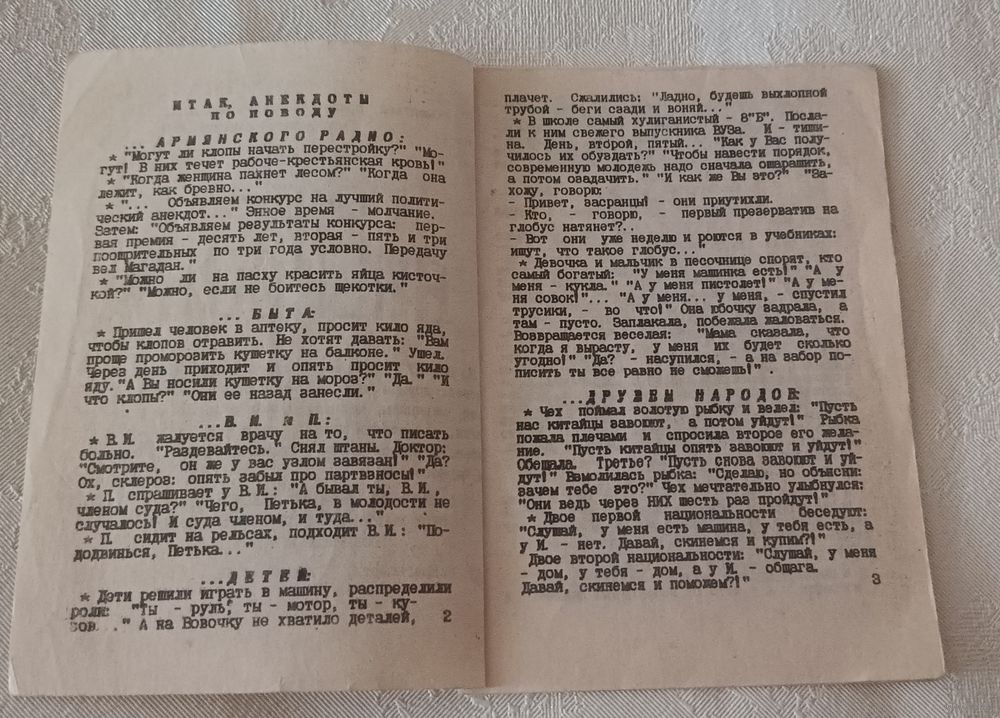 ИТАК, АНЕКДОТЫ
ПО ПОВОДУ
... АРМЯНСКОГО РАДИО:
* "Могут ли клопы начать перестройку?" "Мо-
гут! В них течет рабоче-крестьянская кровь!"
* "Когда женщина пахнет лесом?" "Когда она
лежит, как бревно..."
* "... Объявляем конкурс на лучший полити-
ческий анекдот..." Энное время - молчание.
Затем: "Объявляем результаты конкурса: пер-
вая премия - десять лет, вторая - пять и три
поощрительных по три года условно. Передачу
вел Магадан."
* "Можно ли на пасху красить яйца кисточ-
кой?" "Можно, если не боитесь щекотки."
... БЫТА:
* Пришел человек в аптеку, просит кило яда,
чтобы клопов отравить. Не хотят давать: "Вам
проще проморозить кушетку на балконе." Ушел.
Через день приходит и опять просит кило
яду. "А Вы носили кушетку на мороз?" "Да." "И
что клопы?" "Они ее назад занесли."
...В. И. и П.:
* В.И. жалуется врачу на то, что писать
больно. "Раздевайтесь." Снял штаны. Доктор:
"Смотрите, он же у вас узлом завязан!" "Да?
Ох, склероз: опять забыл про партвзносы!"
* П. спрашивает у В.И.: "А бывал ты, В.И.,
членом суда?" "Чего, Петька, в молодости не
случалось! И суда членом, и туда..."
* П. сидит на рельсах, подходит В.И.: "По-
додвинься, Петька..."
...ДЕТЕЙ:
* Дети решили играть в машину, распределили
роли: "Ты - руль, ты - мотор, ты - ку-
зов..." А на Вовочку не хватило деталей,
2
плачет. Сжалились: "Ладно, будешь выхлопной
трубой - беги сзади и воняй..."
* В школе самый хулиганистый - 8"Б". Посла-
ли к ним свежего выпускника ВУЗа. И - тиши-
на. День, второй, пятый... "Как у Вас полу-
чилось их обуздать?" "Чтобы навести порядок,
современную молодежь надо сначала ошарашить,
а потом озадачить." "И как же Вы это?" "За-
хожу, говорю:
- Привет, засранцы! - они приутихли.
- Кто, - говорю, - первый презерватив на
глобус натянет?..
- Вот они уже неделю и роются в учебниках:
ищут, что такое глобус..."
* Девочка и мальчик в песочнице спорят, кто
самый богатый: "У меня машинка есть!" "А у
меня - кукла." "А у меня пистолет!" "А у ме-
ня совок!"... "А у меня... у меня, - спустил
трусики, - во что!" Она юбочку задрала, а
там - пусто. Заплакала, побежала жаловаться.
Возвращается веселая: "Мама сказала, что
когда я вырасту, у меня их будет сколько
угодно!" "Да? - насупился, - а на забор по-
писить ты все равно не сможешь!" .
...ДРУЖБЫ НАРОДОВ:
* Чех поймал золотую рыбку и велел: "Пусть
нас китайцы завоюют, а потом уйдут!" Рыбка
пожала плечами и спросила второе его жела-
ние. "Пусть китайцы опять завоюют и уйдут!"
Обещала. Третье? "Пусть снова завоюют и уй-
дут!" Взмолилась рыбка: "Сделаю, но объясни:
зачем тебе это?" Чех мечтательно улыбнулся:
"Они ведь через НИХ шесть раз пройдут!"
* Двое первой национальности беседуют:
"Слушай, у меня есть машина, у тебя есть, а
у И. - нет. Давай, скинемся и купим?!"
Двое второй национальности: "Слушай, у меня
- дом, у тебя - дом, а у И. - общага.
Давай, скинемся и поможем?!"
3